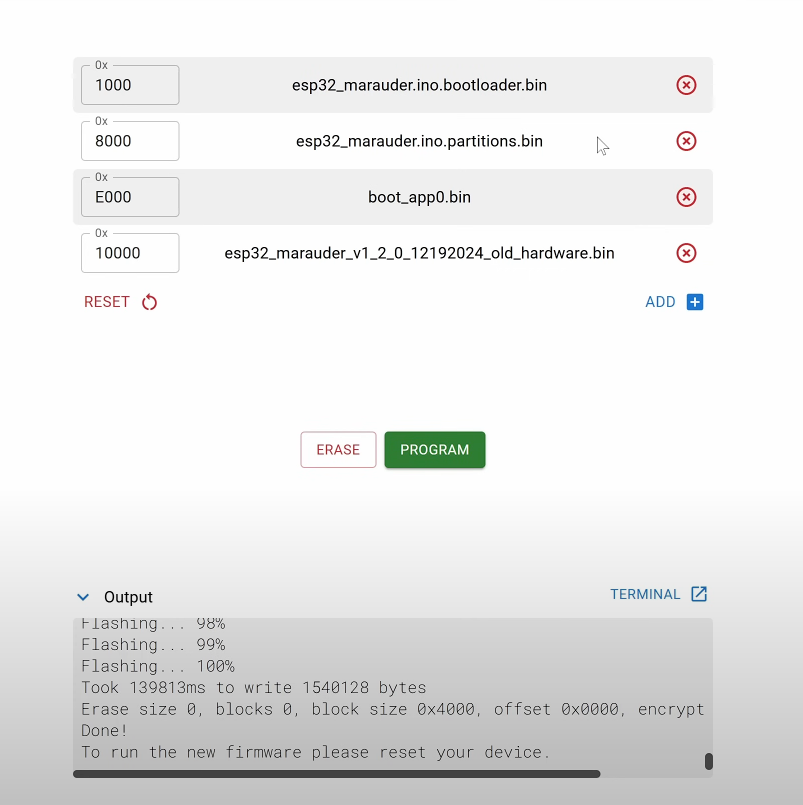 0x
1000
esp32_marauder.ino.bootloader.bin
0x
8000
esp32_marauder.ino.partitions.bin
0x
E000
boot_app0.bin
0x
10000
esp32_marauder_v1_2_0_12192024_old_hardware.bin
RESET
ADD
ERASE
PROGRAM
Output
TERMINAL
Flashing... 98%
Flashing... 99%
Flashing... 100%
Took 139813ms to write 1540128 bytes
Erase size 0, blocks 0, block size 0x4000, offset 0x0000, encrypt
Done!
To run the new firmware please reset your device.